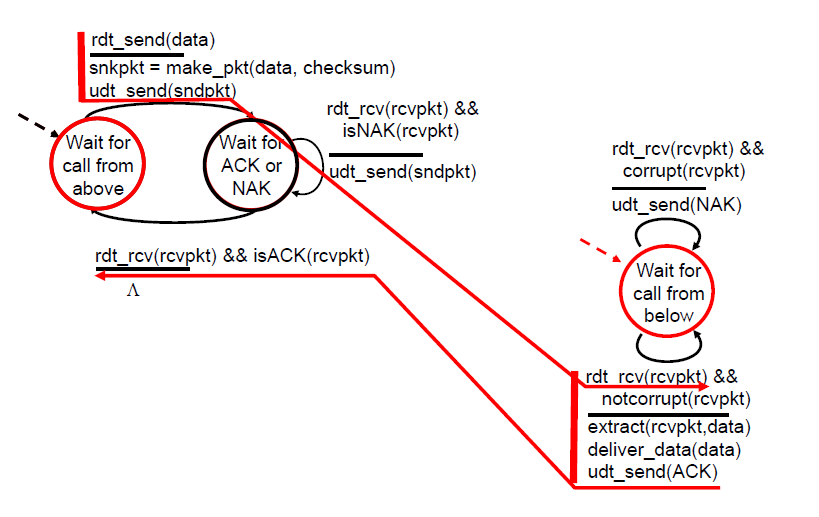 rdt_send(data)
snkpkt = make_pkt(data, checksum)
udt_send(sndpkt)
Wait for
call from
above
Wait for
ACK or
NAK
rdt_rcv(rcvpkt) &&
isNAK(rcvpkt)
udt_send(sndpkt)
rdt_rcv(rcvpkt) && isACK(rcvpkt)
Λ
rdt_rcv(rcvpkt) &&
corrupt(rcvpkt)
udt_send(NAK)
Wait for
call from
below
rdt_rcv(rcvpkt) &&
notcorrupt(rcvpkt)
extract(rcvpkt,data)
deliver_data(data)
udt_send(ACK)